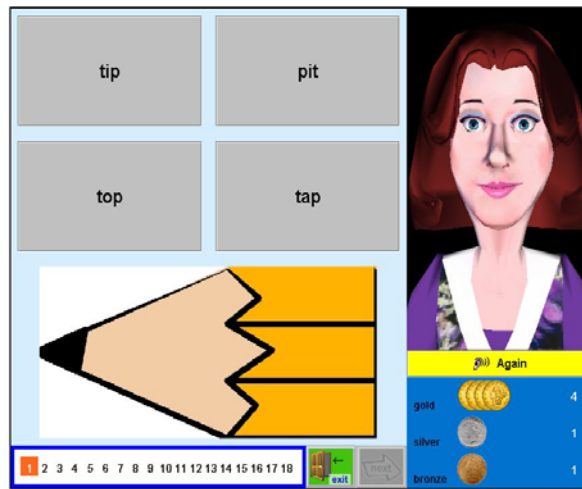 tip pit
top tap
Again
gold 4
silver 1
bronze 1
1 2 3 4 5 6 7 8 9 10 11 12 13 14 15 16 17 18
exit
next